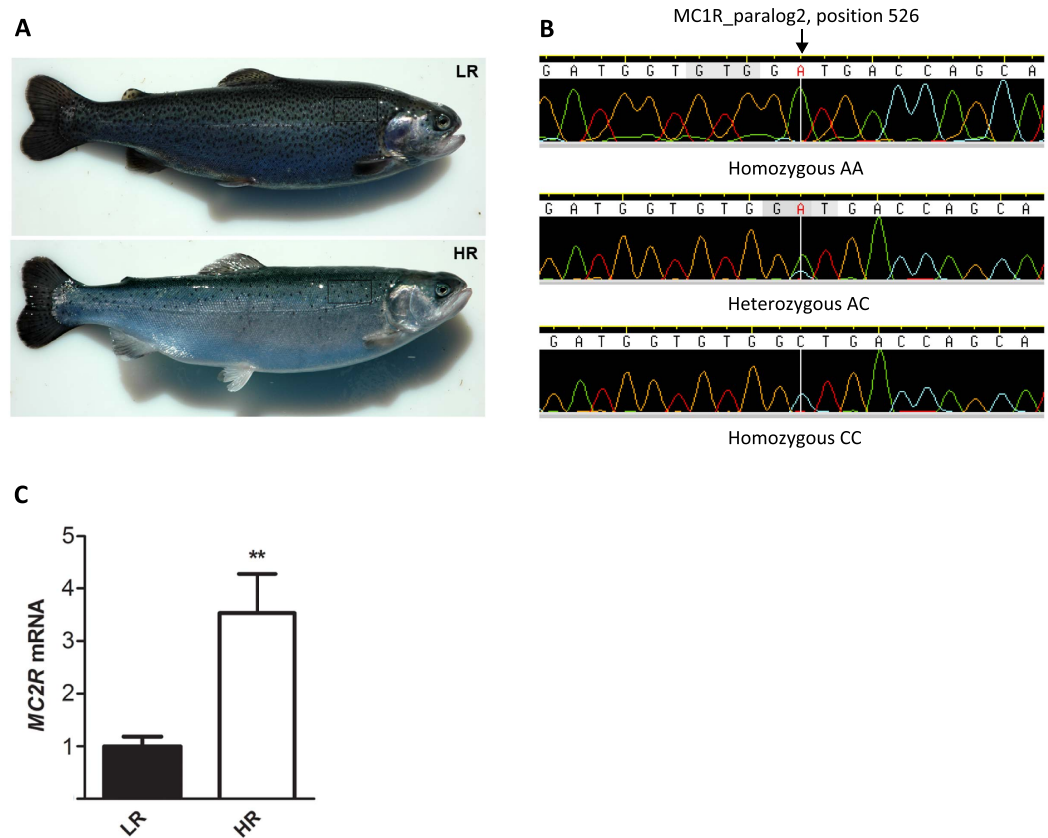 A
LR
HR
B
MC1R_paralog2, position 526
G A T G G T G T G G A T G A C C A G C A
Homozygous AA
G A T G G T G T G G A T G A C C A G C A
Heterozygous AC
G A T G G T G T G G C T G A C C A G C A
Homozygous CC
C
5
4
3
2
1
MC2R mRNA
**
LR
HR